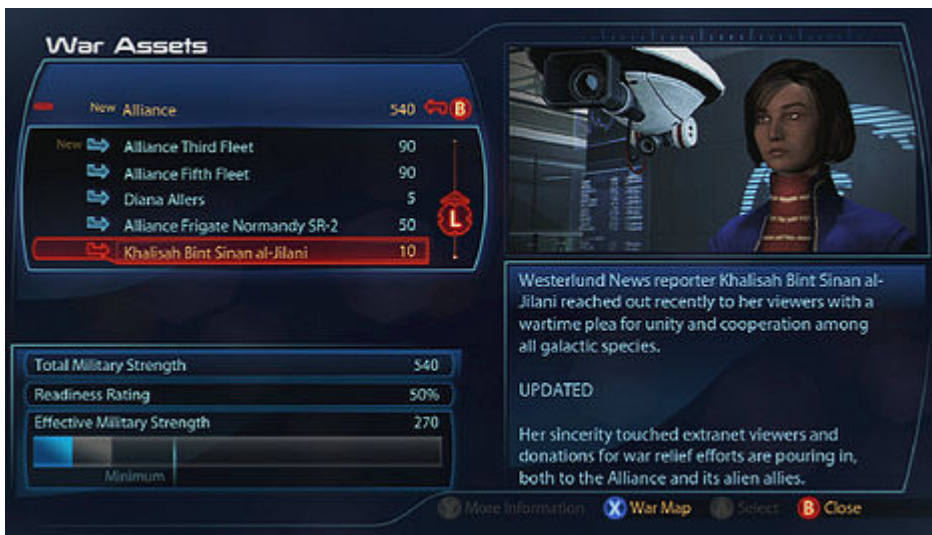 War Assets
New Alliance 540 B
New Alliance Third Fleet 90
Alliance Fifth Fleet 90
Diana Allers 5
L
Alliance Frigate Normandy SR-2 50
Khalisah Bint Sinan al-Jilani 10
Total Military Strength 540
Readiness Rating 50%
Effective Military Strength 270
Minimum
Westerlund News reporter Khalisah Bint Sinan al-
Jilani reached out recently to her viewers with a
wartime plea for unity and cooperation among
all galactic species.
UPDATED
Her sincerity touched extranet viewers and
donations for war relief efforts are pouring in,
both to the Alliance and its alien allies.
Y More Information X War Map A Select B Close